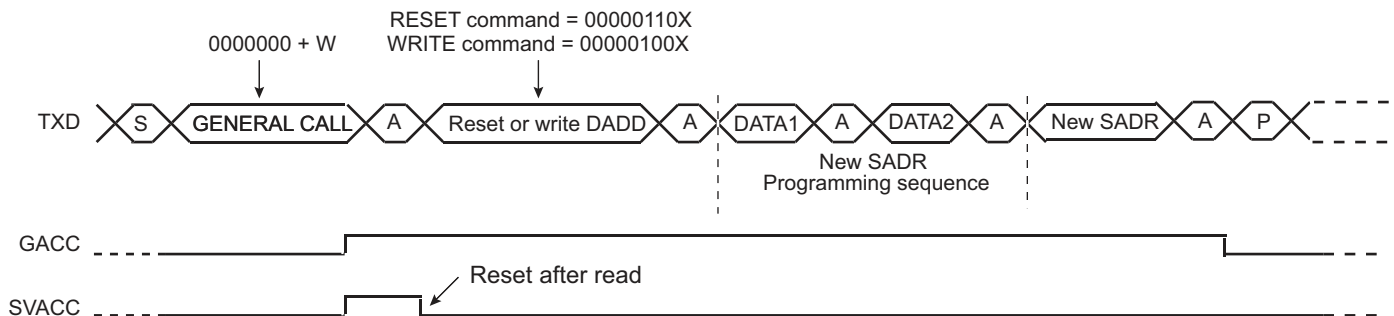 RESET command = 00000110X
0000000 + W
WRITE command = 00000100X
TXD S GENERAL CALL A Reset or write DADD A DATA1 A DATA2 A New SADR A P
New SADR
Programming sequence
GACC
Reset after read
SVACC